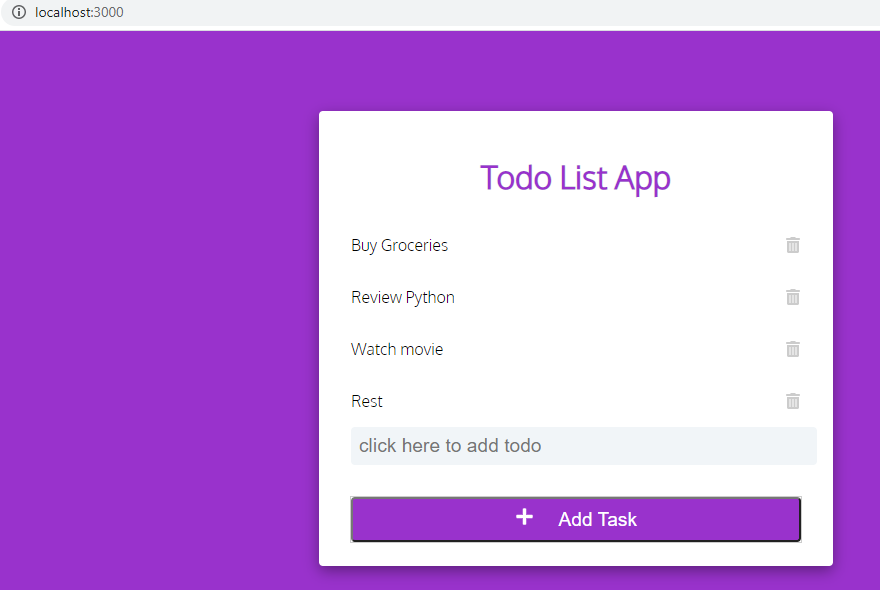 localhost:3000
Todo List App
Buy Groceries
Review Python
Watch movie
Rest
click here to add todo
+ Add Task